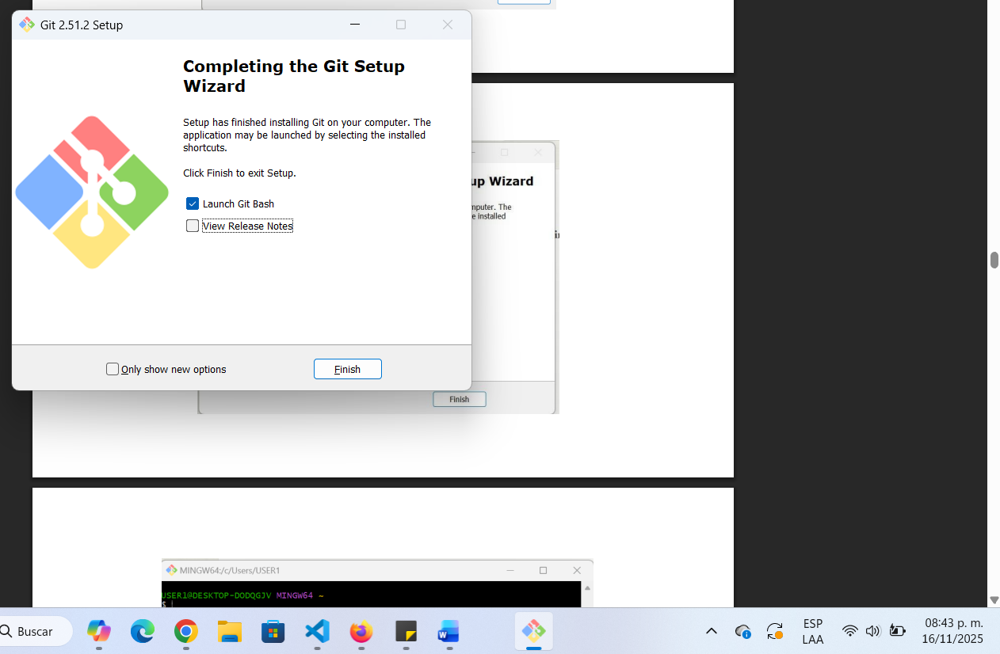 Git 2.51.2 Setup
Completing the Git Setup
Wizard
Setup has finished installing Git on your computer. The
application may be launched by selecting the installed
shortcuts.
Click Finish to exit Setup.
Launch Git Bash
View Release Notes
Only show new options
Finish
up Wizard
mputer. The
e installed
Finish
MINGW64:/c/Users/USER1
USER1@DESKTOP-DODQGJV MINGW64 ~
$
Buscar
ESP
LAA
08:43 p. m.
16/11/2025